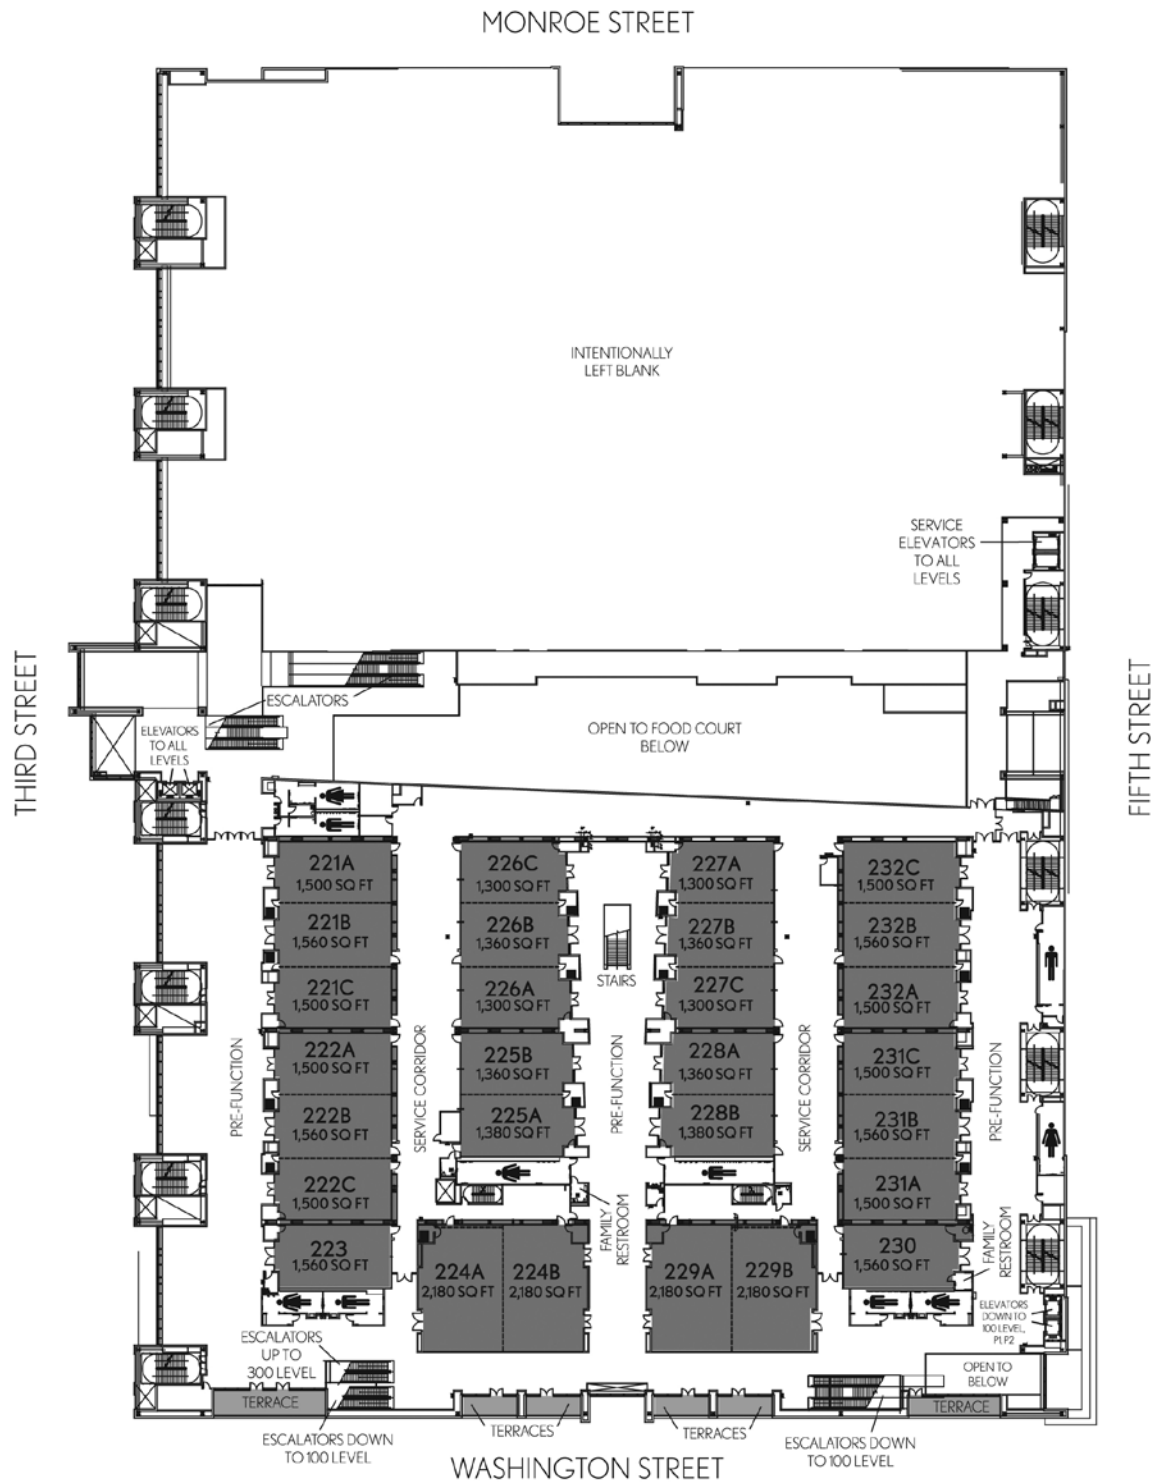 MONROE STREET
INTENTIONALLY
LEFT BLANK
SERVICE
ELEVATORS
TO ALL
LEVELS
THIRD STREET
FIFTH STREET
ESCALATORS
ELEVATORS
TO ALL
LEVELS
OPEN TO FOOD COURT
BELOW
221A
1,500 SQ FT
226C
1,300 SQ FT
227A
1,300 SQ FT
232C
1,500 SQ FT
221B
1,560 SQ FT
226B
1,360 SQ FT
227B
1,360 SQ FT
232B
1,560 SQ FT
STAIRS
221C
1,500 SQ FT
226A
1,300 SQ FT
227C
1,300 SQ FT
232A
1,500 SQ FT
PRE-FUNCTION
SERVICE CORRIDOR
PRE-FUNCTION
SERVICE CORRIDOR
PRE-FUNCTION
222A
1,500 SQ FT
225B
1,360 SQ FT
228A
1,360 SQ FT
231C
1,500 SQ FT
222B
1,560 SQ FT
225A
1,380 SQ FT
228B
1,380 SQ FT
231B
1,560 SQ FT
222C
1,500 SQ FT
231A
1,500 SQ FT
FAMILY
RESTROOM
FAMILY
RESTROOM
223
1,560 SQ FT
224A
2,180 SQ FT
224B
2,180 SQ FT
229A
2,180 SQ FT
229B
2,180 SQ FT
230
1,560 SQ FT
ELEVATORS
DOWN TO
100 LEVEL,
P1,P2
ESCALATORS
UP TO
300 LEVEL
OPEN TO
BELOW
TERRACE
TERRACE
TERRACES
TERRACES
ESCALATORS DOWN
TO 100 LEVEL
ESCALATORS DOWN
TO 100 LEVEL
WASHINGTON STREET